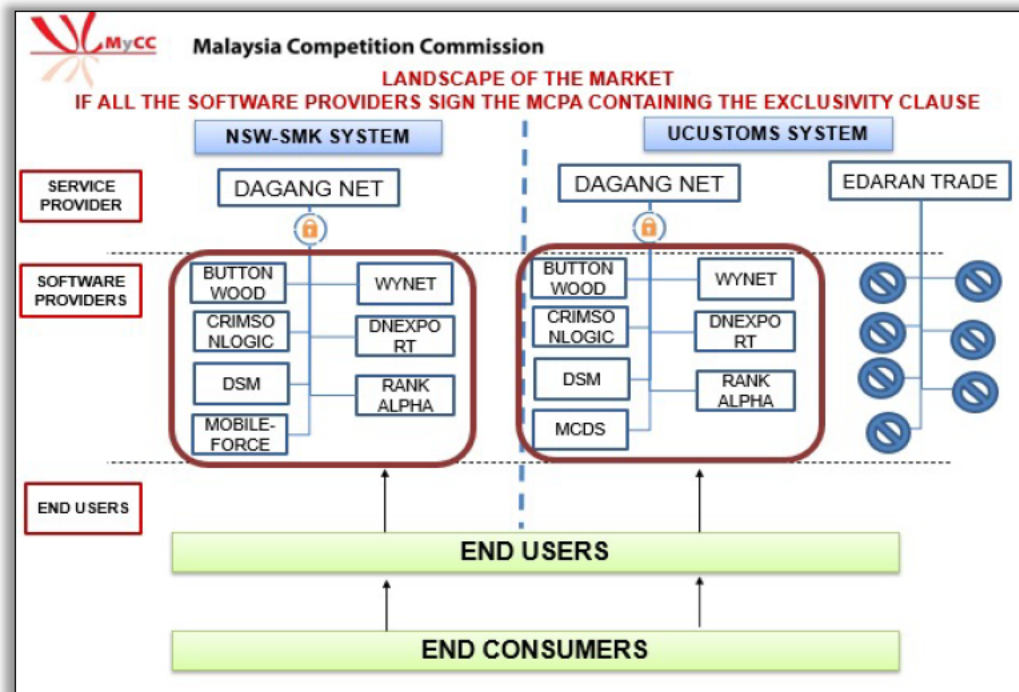 MyCC
Malaysia Competition Commission
LANDSCAPE OF THE MARKET
IF ALL THE SOFTWARE PROVIDERS SIGN THE MCPA CONTAINING THE EXCLUSIVITY CLAUSE
NSW-SMK SYSTEM
UCUSTOMS SYSTEM
SERVICE
PROVIDER
DAGANG NET
DAGANG NET
EDARAN TRADE
SOFTWARE
PROVIDERS
BUTTON
WOOD
WYNET
CRIMSO
NLOGIC
DNEXPO
RT
DSM
RANK
ALPHA
MOBILE-
FORCE
BUTTON
WOOD
WYNET
CRIMSO
NLOGIC
DNEXPO
RT
DSM
RANK
ALPHA
MCDS
END USERS
END USERS
END CONSUMERS